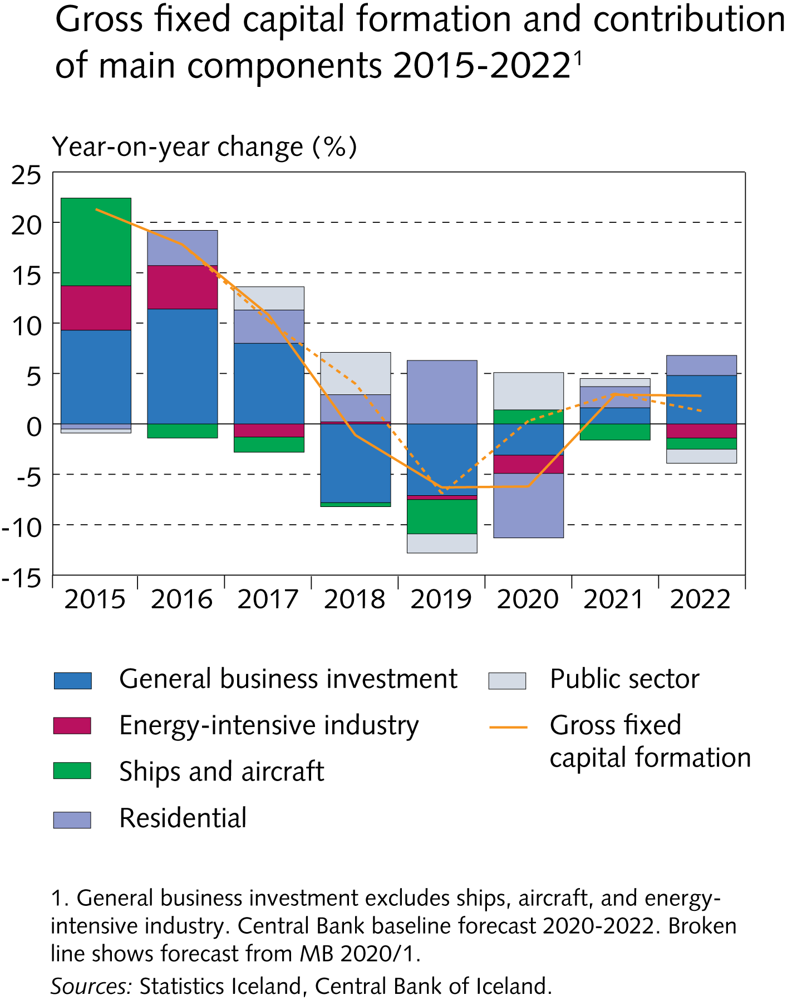 Gross fixed capital formation and contribution
of main components 2015-2022¹
Year-on-year change (%)
25
20
15
10
5
0
-5
-10
-15
2015 2016 2017 2018 2019 2020 2021 2022
General business investment
Energy-intensive industry
Ships and aircraft
Residential
Public sector
Gross fixed
capital formation
1. General business investment excludes ships, aircraft, and energy-
intensive industry. Central Bank baseline forecast 2020-2022. Broken
line shows forecast from MB 2020/1.
Sources: Statistics Iceland, Central Bank of Iceland.